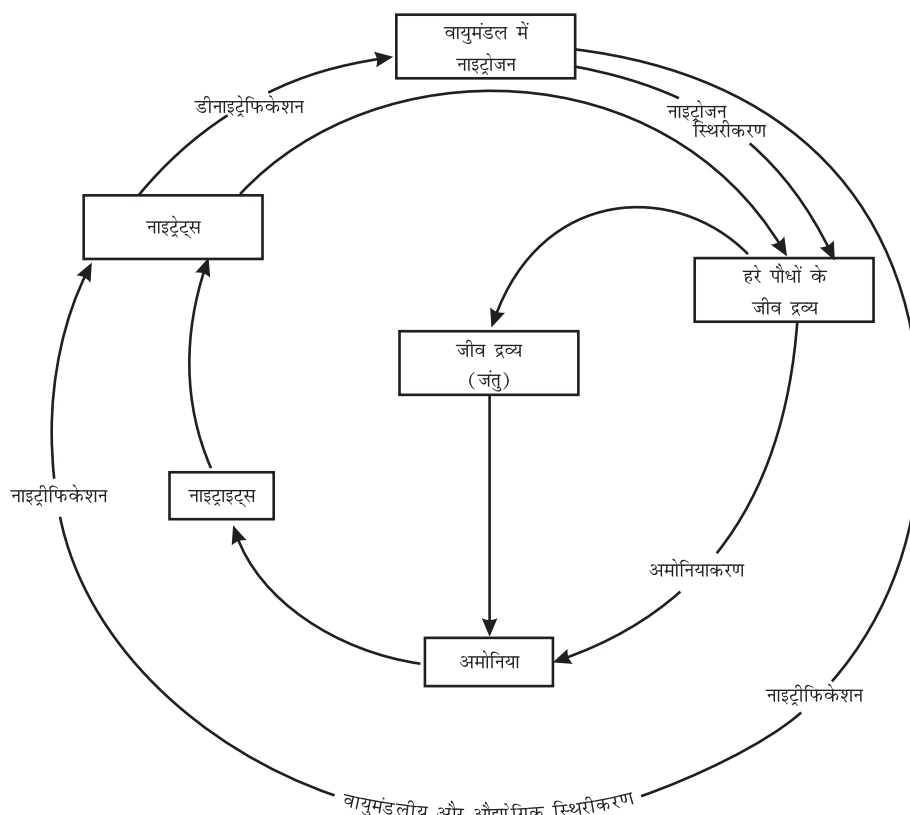 वायुमंडल में
नाइट्रोजन
डीनाइट्रेफिकेशन
नाइट्रोजन
स्थिरीकरण
नाइट्रेट्स
हरे पौधों के
जीव द्रव्य
जीव द्रव्य
(जंतु)
नाइट्रीफिकेशन
नाइट्राइट्स
अमोनियाकरण
अमोनिया
नाइट्रीफिकेशन
वायुमंडलीय और औद्योगिक स्थिरीकरण